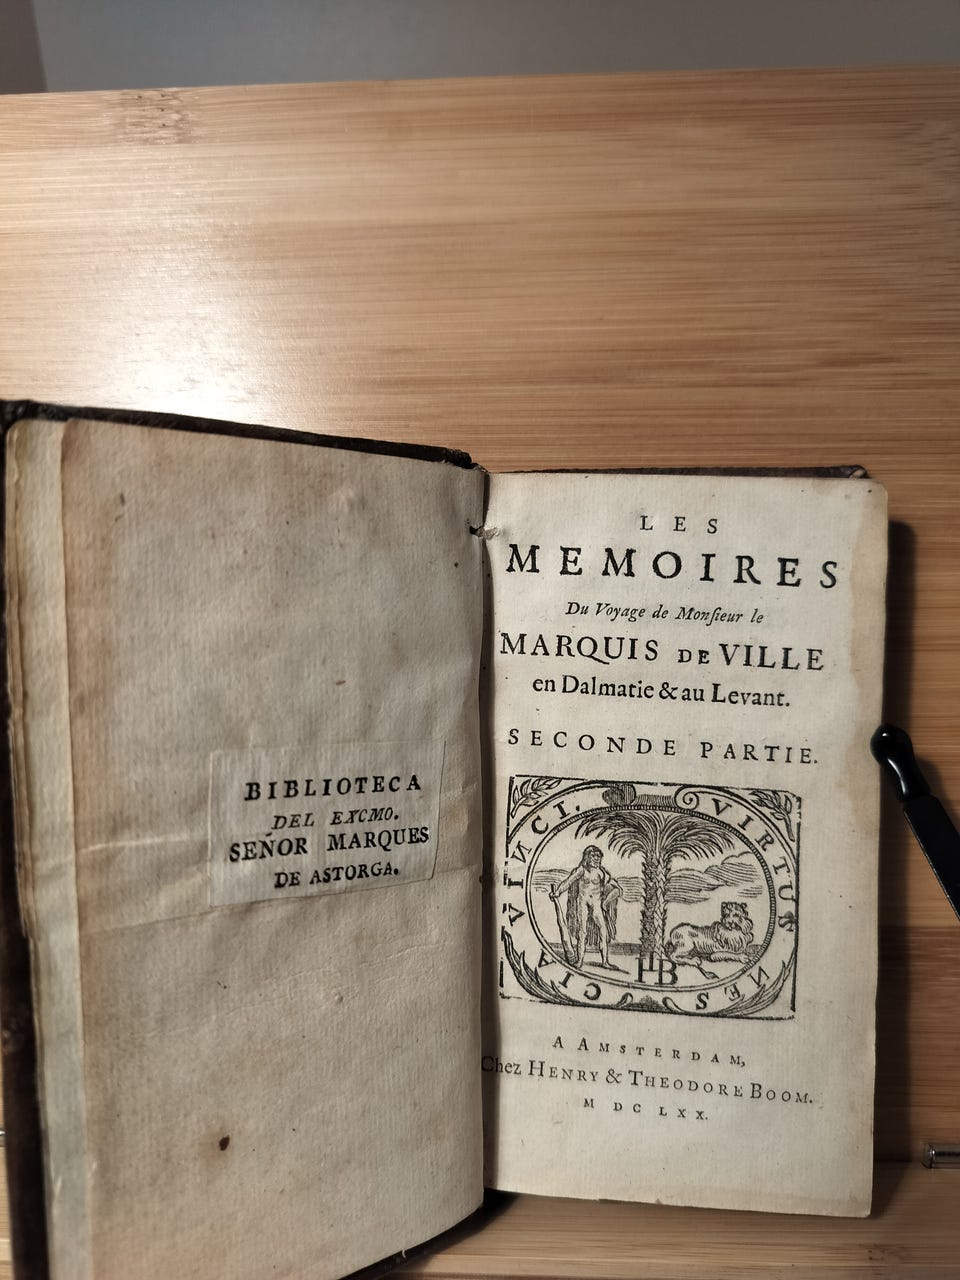 BIBLIOTECA
DEL EXCMO.
SEÑOR MARQUES
DE ASTORGA.
LES
MEMOIRES
Du Voyage de Monſieur le
MARQUIS DE VILLE
en Dalmatie & au Levant.
SECONDE PARTIE.
VIRTUS NESCIA VINCI.
HB
A AMSTERDAM,
Chez HENRY & THEODORE BOOM.
M DC LXX.